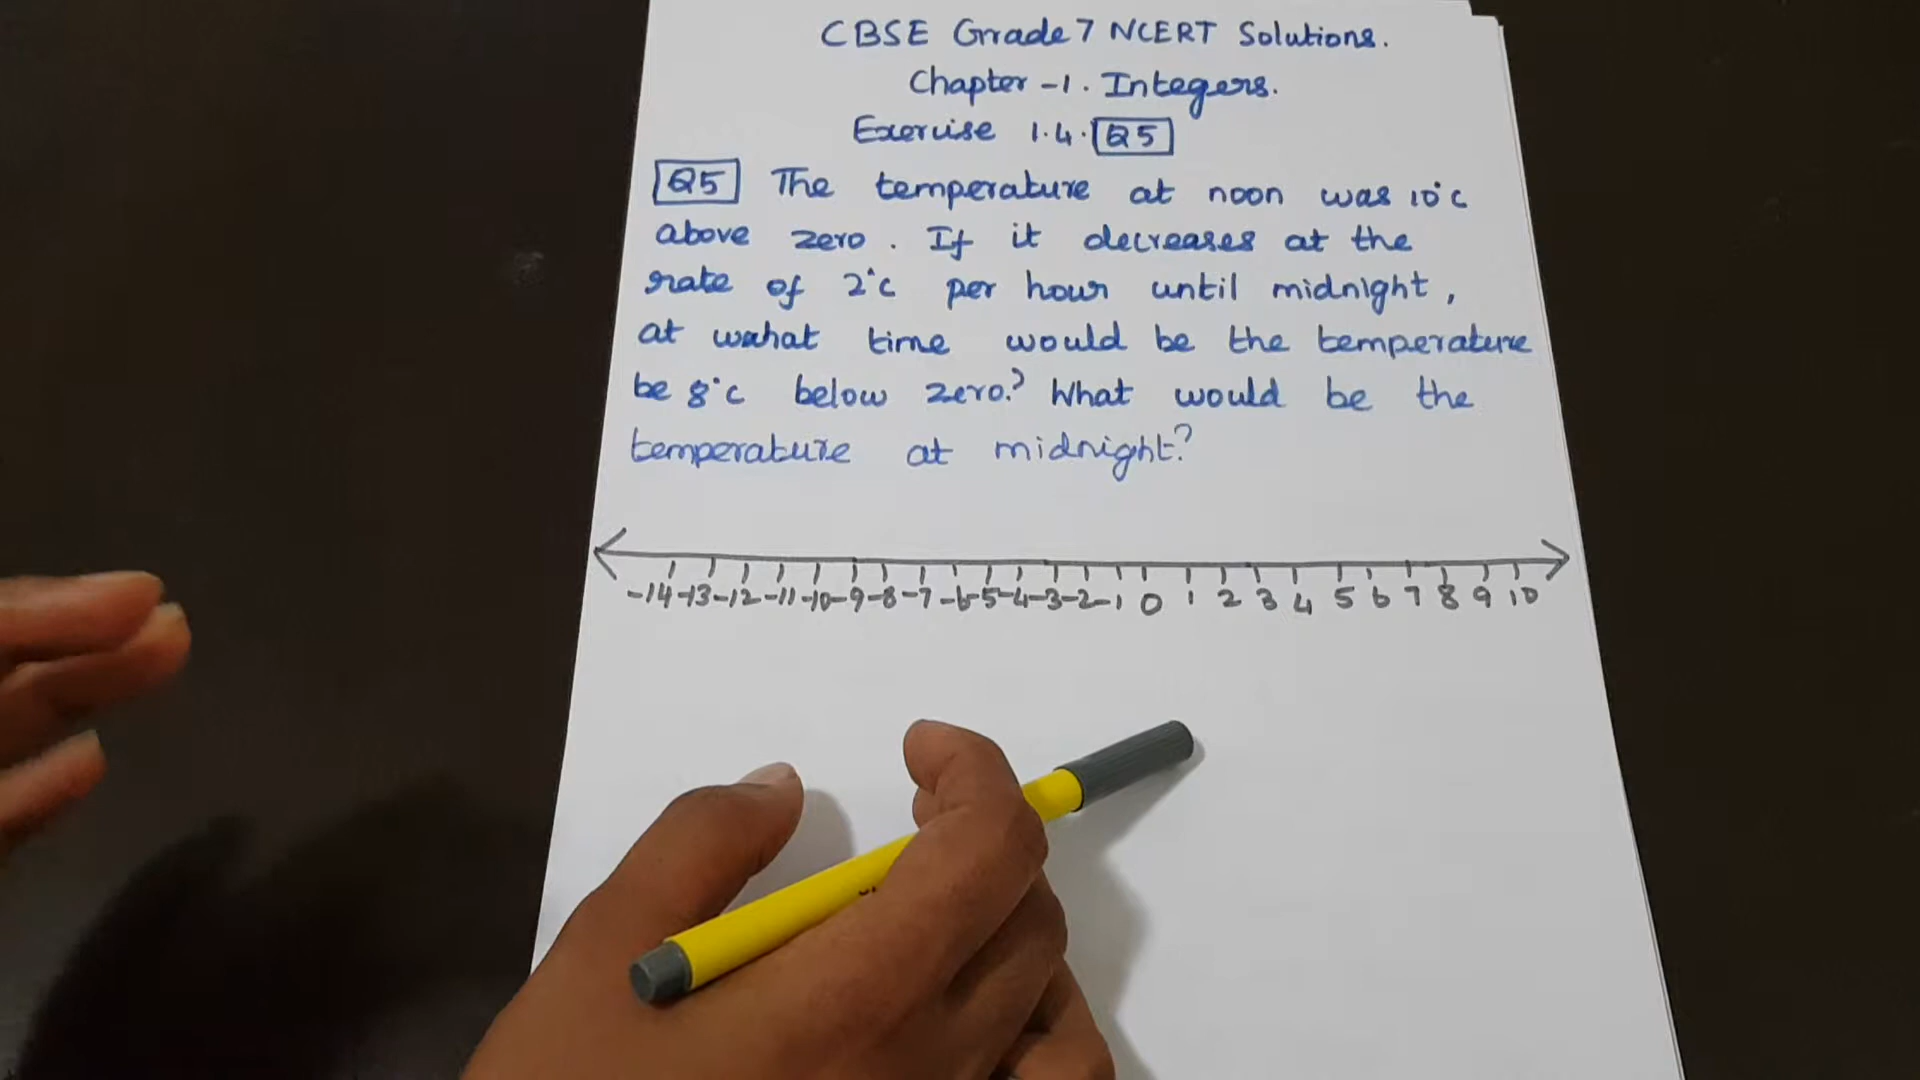 CBSE Grade 7 NCERT Solutions.
Chapter -1. Integers.
Exercise 1.4. Q5
Q5 The temperature at noon was 10°c
above zero. If it decreases at the
rate of 2°c per hour until midnight,
at wahat time would be the temperature
be 8°c below zero? What would be the
temperature at midnight?
-14 -13 -12 -11 -10 -9 -8 -7 -6 -5 -4 -3 -2 -1 0 1 2 3 4 5 6 7 8 9 10